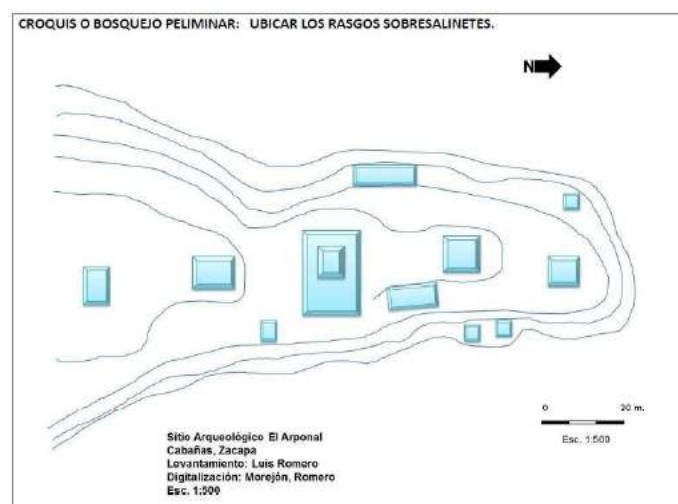 CROQUIS O BOSQUEJO PELIMINAR: UBICAR LOS RASGOS SOBRESALINETES.
N
0 20 m.
Esc. 1:500
Sitio Arqueológico El Arponal
Cabañas, Zacapa
Levantamiento: Luis Romero
Digitalización: Morejón, Romero
Esc. 1:500